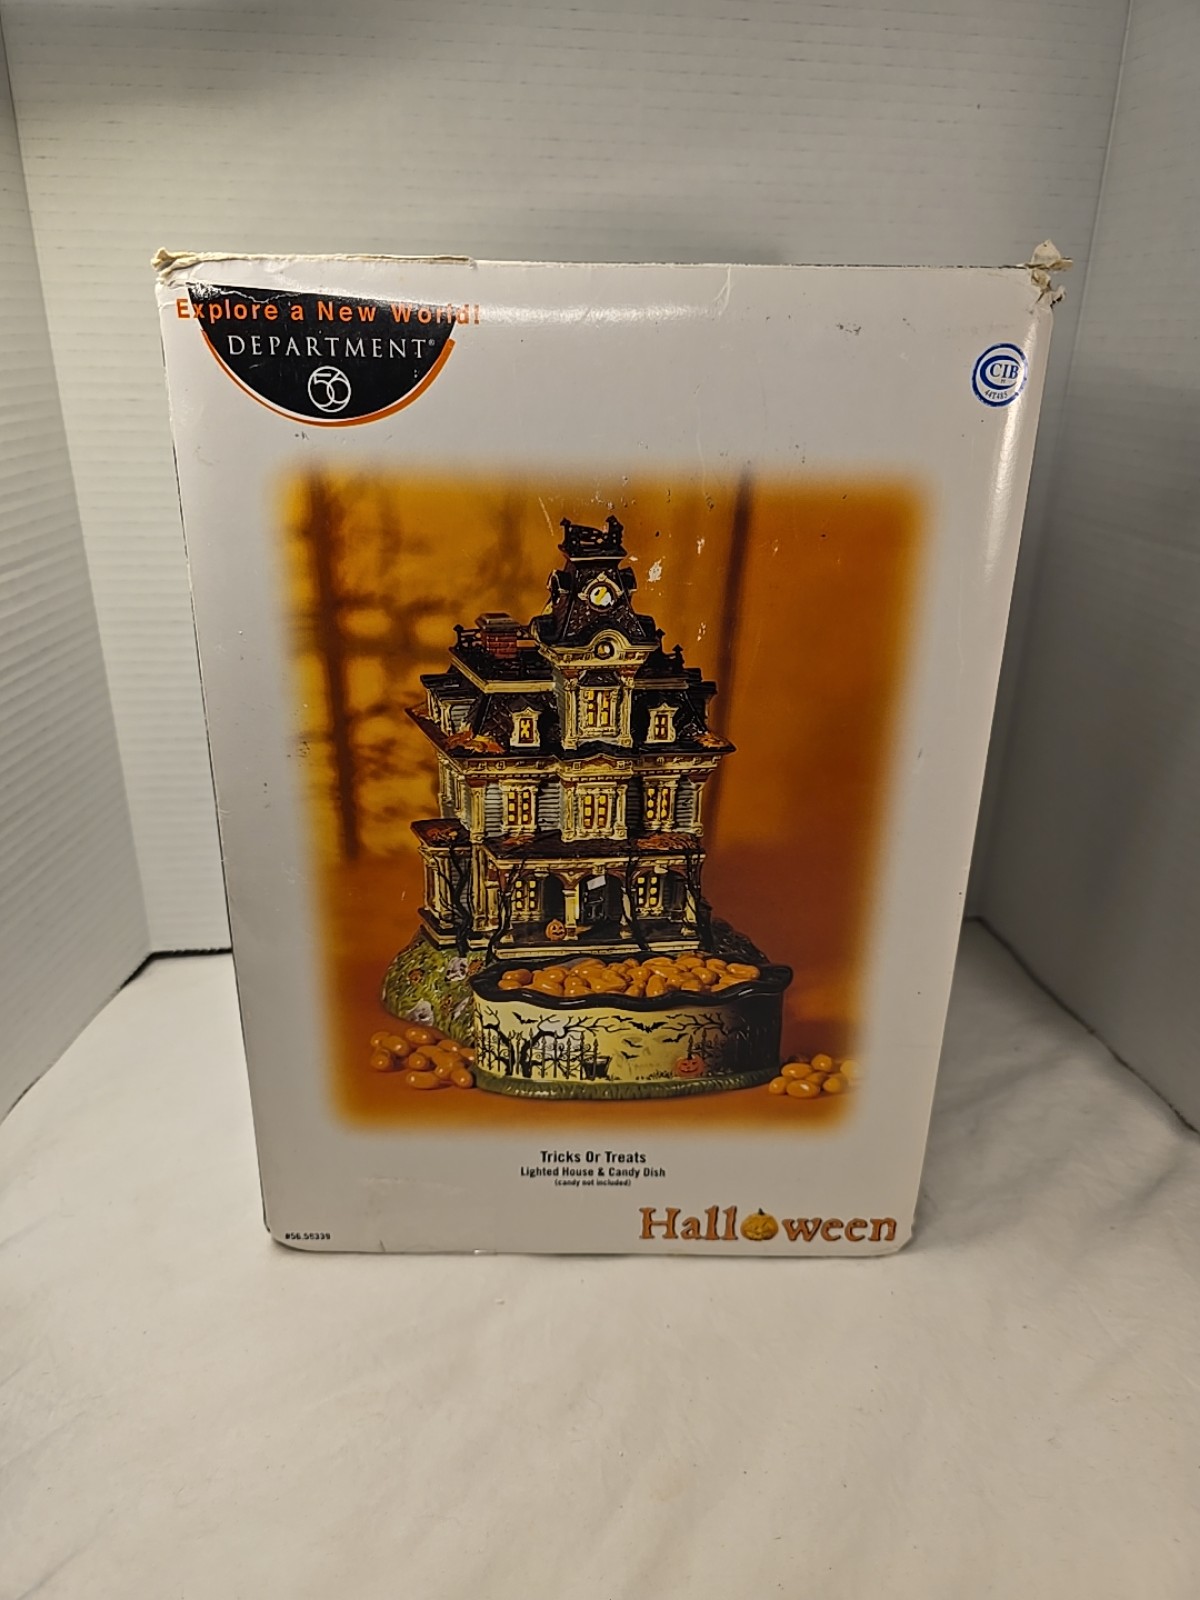 Explore a New World!
DEPARTMENT®
56
CIB
Tricks Or Treats
Lighted House & Candy Dish
(candy not included)
Halloween